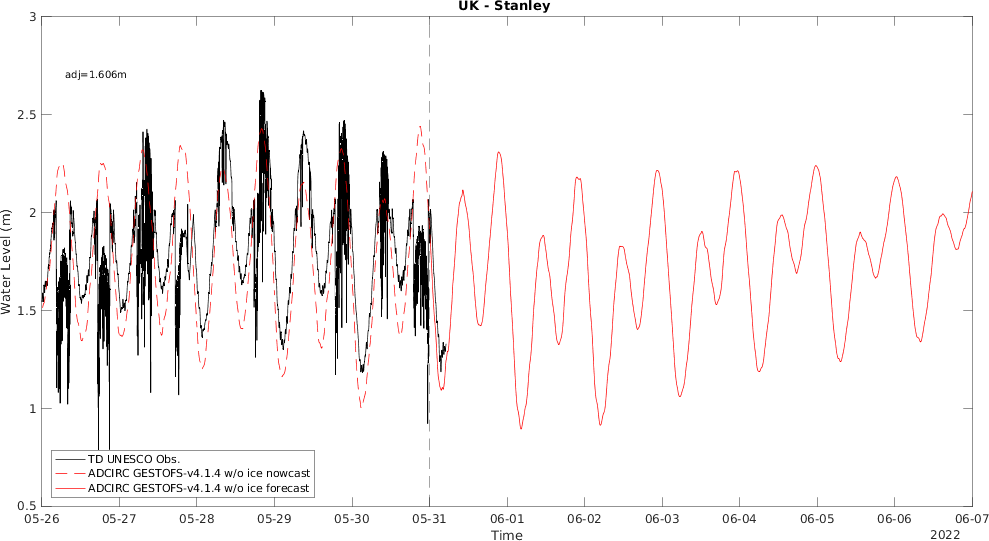 UK - Stanley
3
adj=1.606m
2.5
2
1.5
1
0.5
Water Level (m)
TD UNESCO Obs.
ADCIRC GESTOFS-v4.1.4 w/o ice nowcast
ADCIRC GESTOFS-v4.1.4 w/o ice forecast
05-26 05-27 05-28 05-29 05-30 05-31 06-01 06-02 06-03 06-04 06-05 06-06 06-07
Time
2022